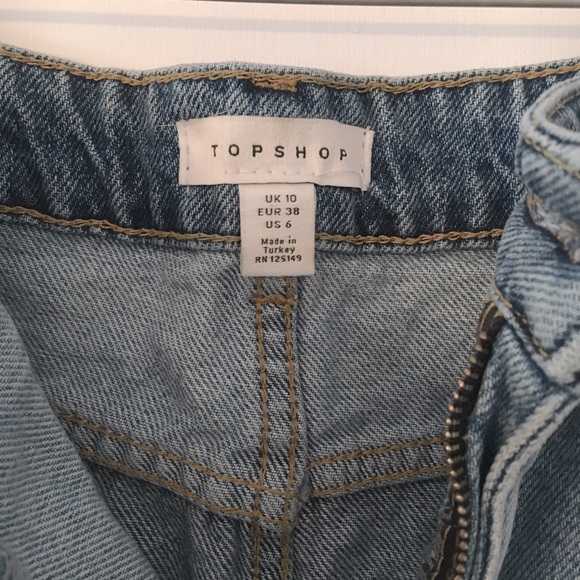 TOPSHOP
UK 10
EUR 38
US 6
Made in
Turkey
RN 125149